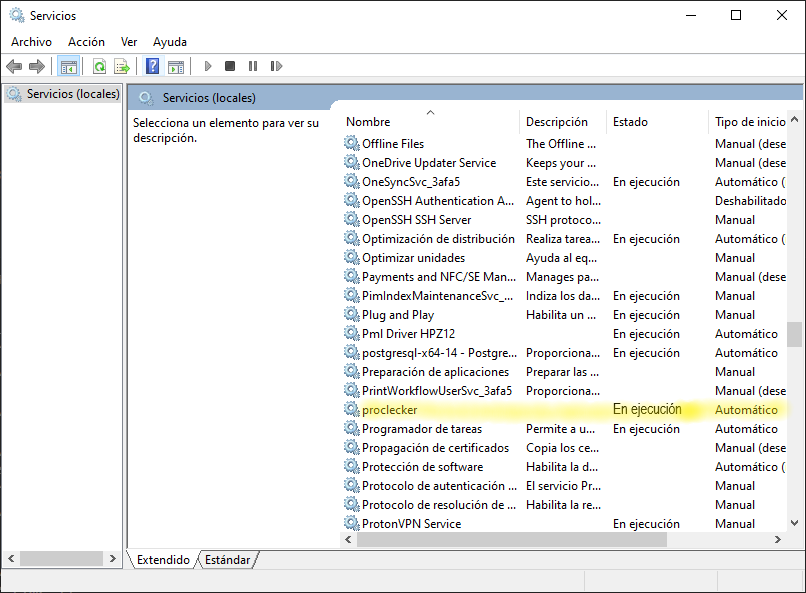 Servicios
Archivo Acción Ver Ayuda
Servicios (locales)
Servicios (locales)
Selecciona un elemento para ver su
descripción.
Nombre Descripción Estado Tipo de inicio
Offline Files The Offline ... Manual (dese
OneDrive Updater Service Keeps your ... Manual (dese
OneSyncSvc_3afa5 Este servicio... En ejecución Automático (
OpenSSH Authentication A... Agent to hol... Deshabilitado
OpenSSH SSH Server SSH protoco... Manual
Optimización de distribución Realiza tarea... En ejecución Automático (
Optimizar unidades Ayuda al eq... Manual
Payments and NFC/SE Man... Manages pa... Manual (dese
PimIndexMaintenanceSvc_... Indiza los da... En ejecución Manual
Plug and Play Habilita un ... En ejecución Manual
Pml Driver HPZ12 En ejecución Automático
postgresql-x64-14 - Postgre... Proporciona... En ejecución Automático
Preparación de aplicaciones Preparar las ... Manual
PrintWorkflowUserSvc_3afa5 Proporciona... Manual (dese
proclecker En ejecución Automático
Programador de tareas Permite a u... En ejecución Automático
Propagación de certificados Copia los ce... Manual (dese
Protección de software Habilita la d... Automático (
Protocolo de autenticación ... El servicio Pr... Manual
Protocolo de resolución de ... Habilita la re... Manual
ProtonVPN Service En ejecución Manual
Extendido Estándar